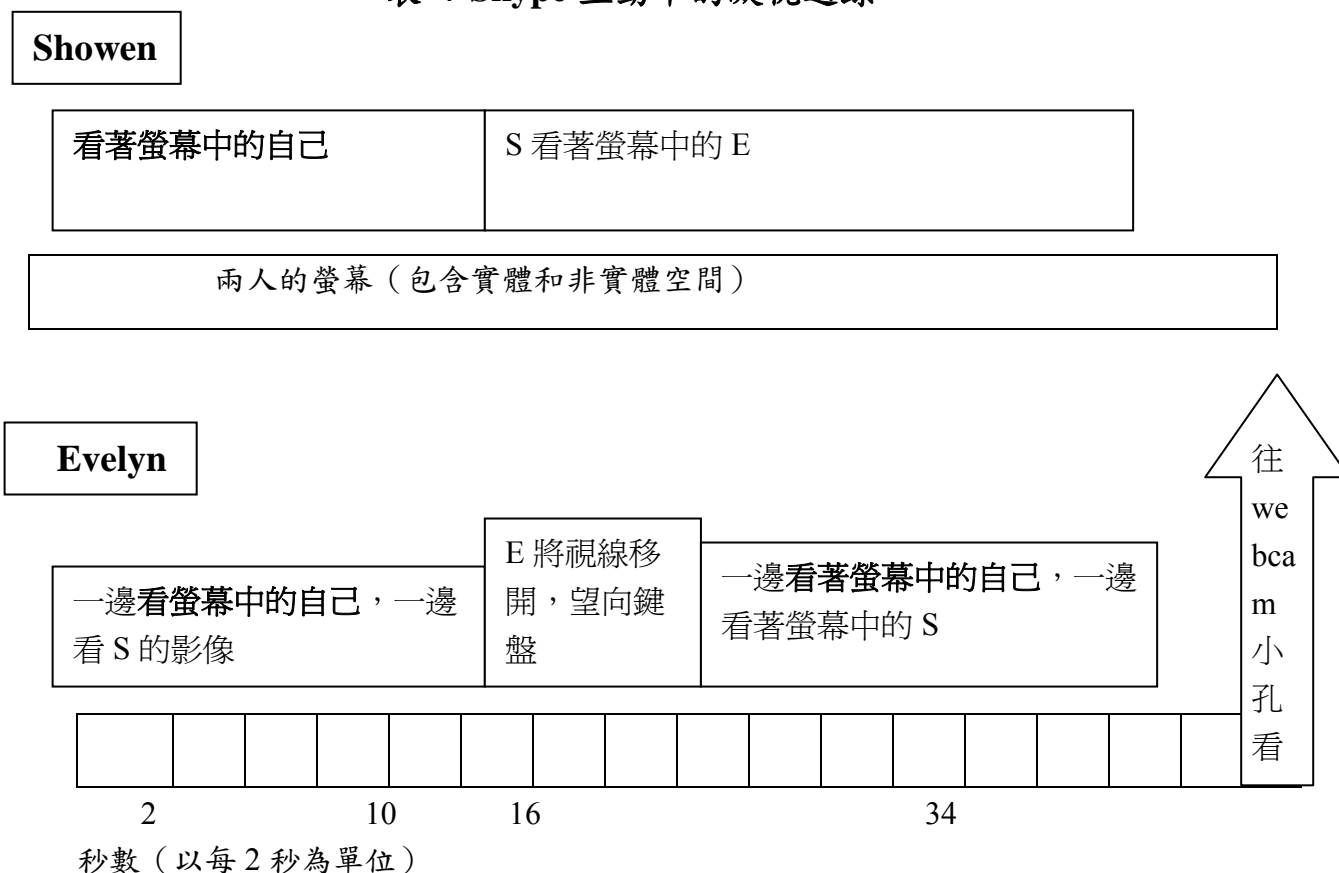 Showen
看著螢幕中的自己
S 看著螢幕中的 E
兩人的螢幕（包含實體和非實體空間）
Evelyn
一邊看螢幕中的自己，一邊
看 S 的影像
E 將視線移
開，望向鍵
盤
一邊看著螢幕中的自己，一邊
看著螢幕中的 S
往
we
bca
m
小
孔
看
2 10 16 34
秒數（以每 2 秒為單位）